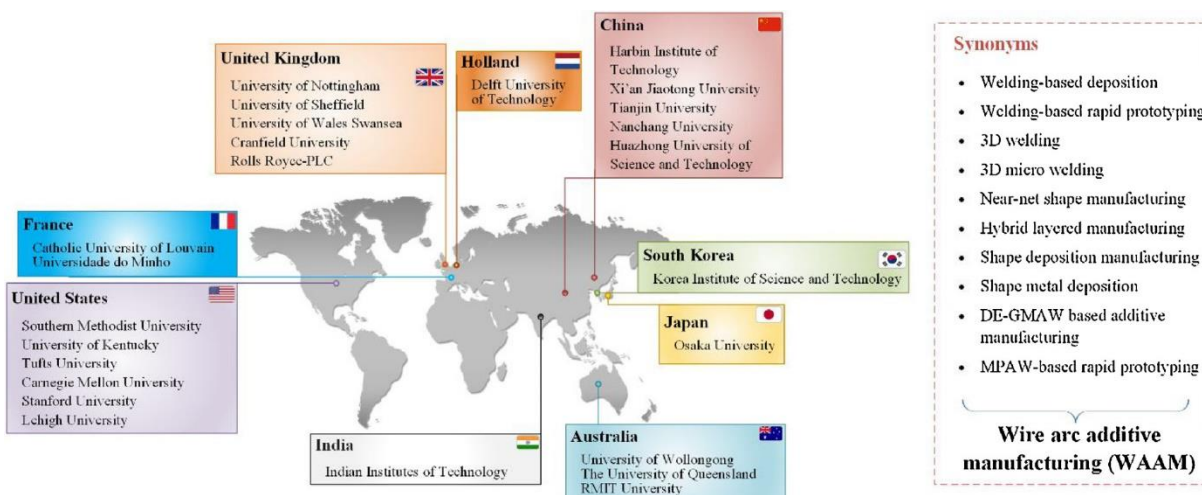 United Kingdom
University of Nottingham
University of Sheffield
University of Wales Swansea
Cranfield University
Rolls Royce-PLC
Holland
Delft University
of Technology
China
Harbin Institute of
Technology
Xi'an Jiaotong University
Tianjin University
Nanchang University
Huazhong University of
Science and Technology
France
Catholic University of Louvain
Universidade do Minho
United States
Southern Methodist University
University of Kentucky
Tufts University
Carnegie Mellon University
Stanford University
Lehigh University
South Korea
Korea Institute of Science and Technology
Japan
Osaka University
India
Indian Institutes of Technology
Australia
University of Wollongong
The University of Queensland
RMIT University
Synonyms
• Welding-based deposition
• Welding-based rapid prototyping
• 3D welding
• 3D micro welding
• Near-net shape manufacturing
• Hybrid layered manufacturing
• Shape deposition manufacturing
• Shape metal deposition
• DE-GMAW based additive
manufacturing
• MPAW-based rapid prototyping
Wire arc additive
manufacturing (WAAM)